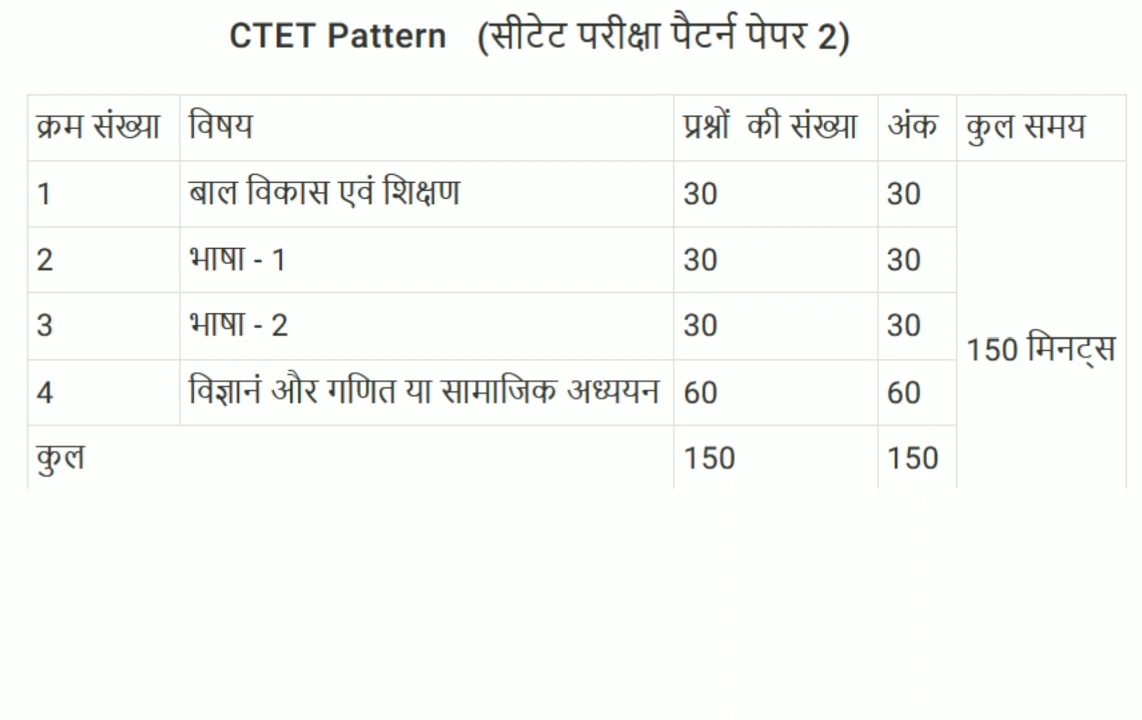 CTET Pattern (सीटेट परीक्षा पैटर्न पेपर 2)
क्रम संख्या विषय प्रश्नों की संख्या अंक कुल समय
1 बाल विकास एवं शिक्षण 30 30
2 भाषा - 1 30 30
3 भाषा - 2 30 30
150 मिनट्स
4 विज्ञानं और गणित या सामाजिक अध्ययन 60 60
कुल 150 150